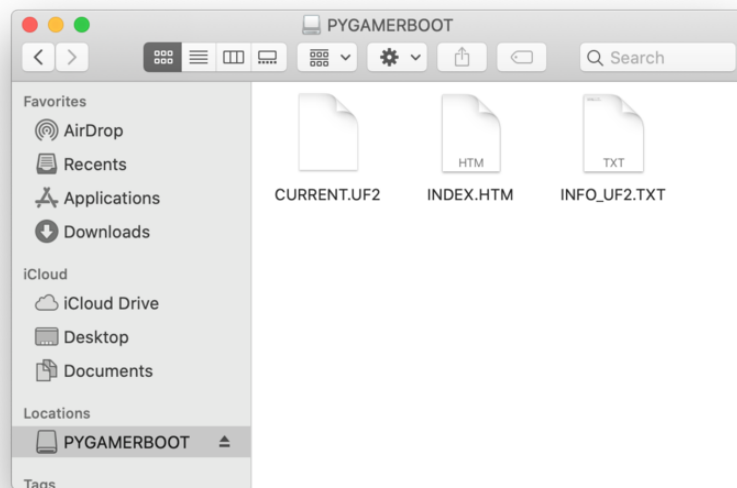 PYGAMERBOOT
Search
Favorites
AirDrop
Recents
Applications
Downloads
iCloud
iCloud Drive
Desktop
Documents
Locations
PYGAMERBOOT
Tags
HTM
TXT
CURRENT.UF2
INDEX.HTM
INFO_UF2.TXT